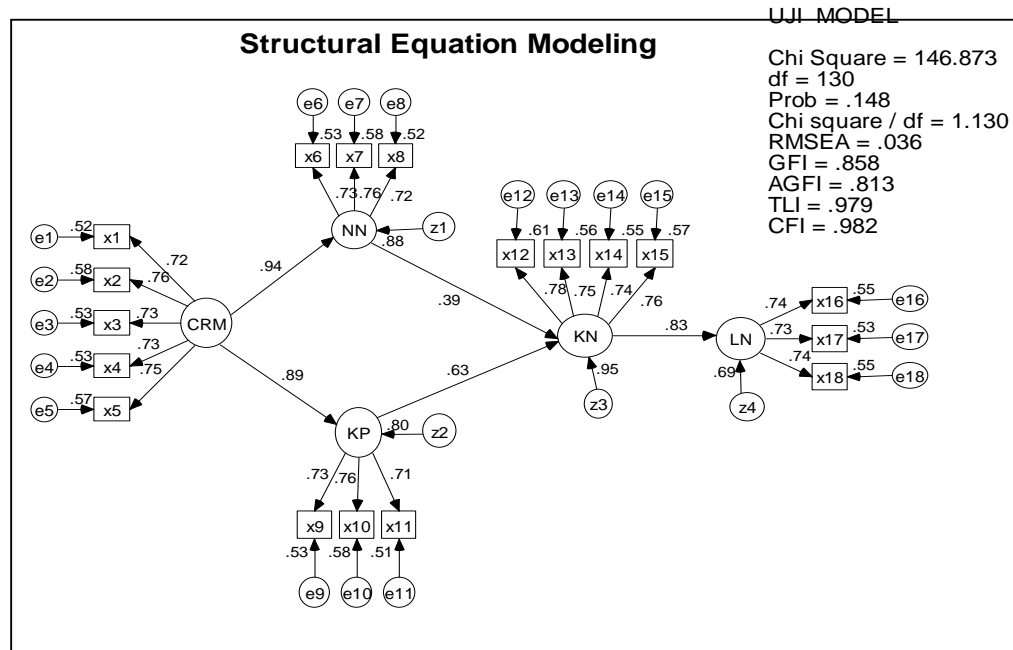 UJI MODEL
Structural Equation Modeling
Chi Square = 146.873
df = 130
Prob = .148
Chi square / df = 1.130
RMSEA = .036
GFI = .858
AGFI = .813
TLI = .979
CFI = .982
e6 e7 e8
.53 .58 .52
x6 x7 x8
.73 .76 .72
NN z1
.88
e12 e13 e14 e15
.61 .56 .55 .57
x12 x13 x14 x15
.78 .75 .74 .76
e1 .52 x1 .72
e2 .58 x2 .76
e3 .53 x3 .73
e4 .53 x4 .73
e5 .57 x5 .75
CRM
.94
.39
.89
.63
KN
.95
z3
.83
LN
.69
z4
.74 x16 .55 e16
.73 x17 .53 e17
.74 x18 .55 e18
KP .80 z2
.73 .76 .71
x9 x10 x11
.53 .58 .51
e9 e10 e11